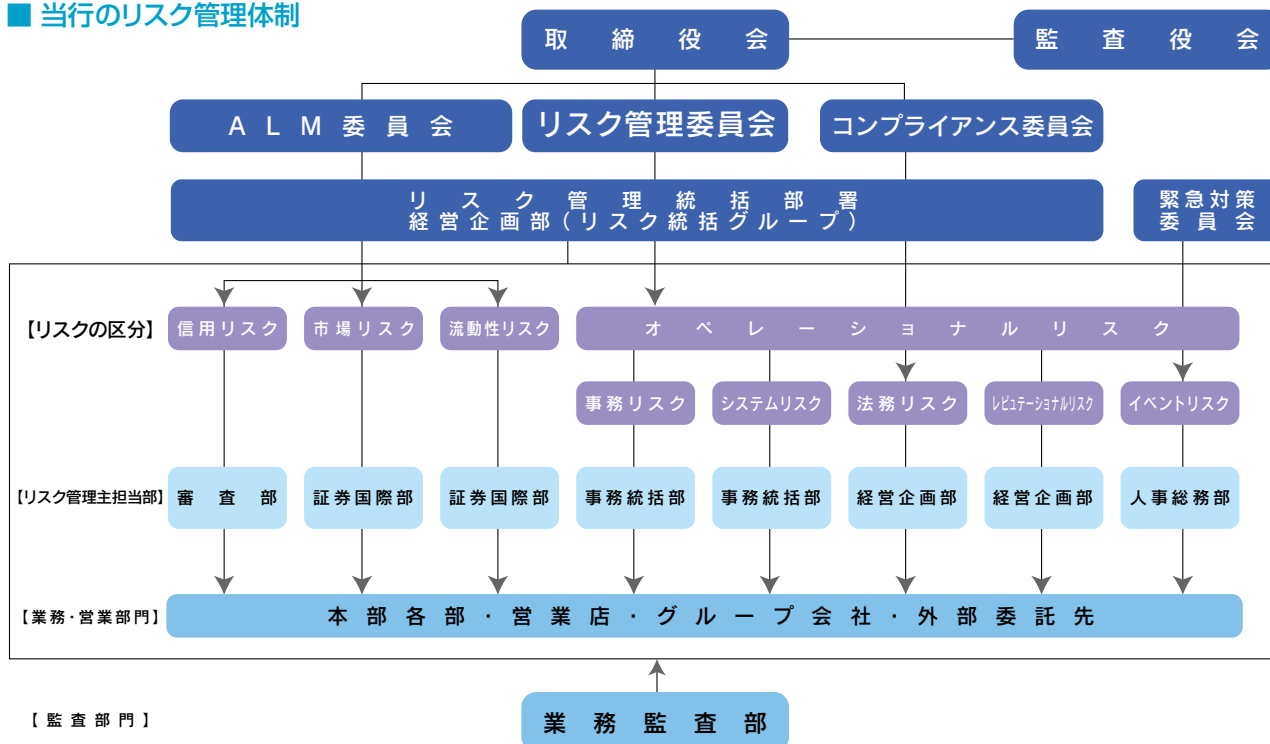 ■ 当行のリスク管理体制
取締役会
監査役会
ALM委員会
リスク管理委員会
コンプライアンス委員会
リスク管理統括部署
経営企画部(リスク統括グループ)
緊急対策
委員会
【リスクの区分】
信用リスク
市場リスク
流動性リスク
オペレーショナルリスク
事務リスク
システムリスク
法務リスク
レピュテーショナルリスク
イベントリスク
【リスク管理主担当部】
審査部
証券国際部
証券国際部
事務統括部
事務統括部
経営企画部
経営企画部
人事総務部
【業務・営業部門】
本部各部・営業店・グループ会社・外部委託先
【監査部門】
業務監査部